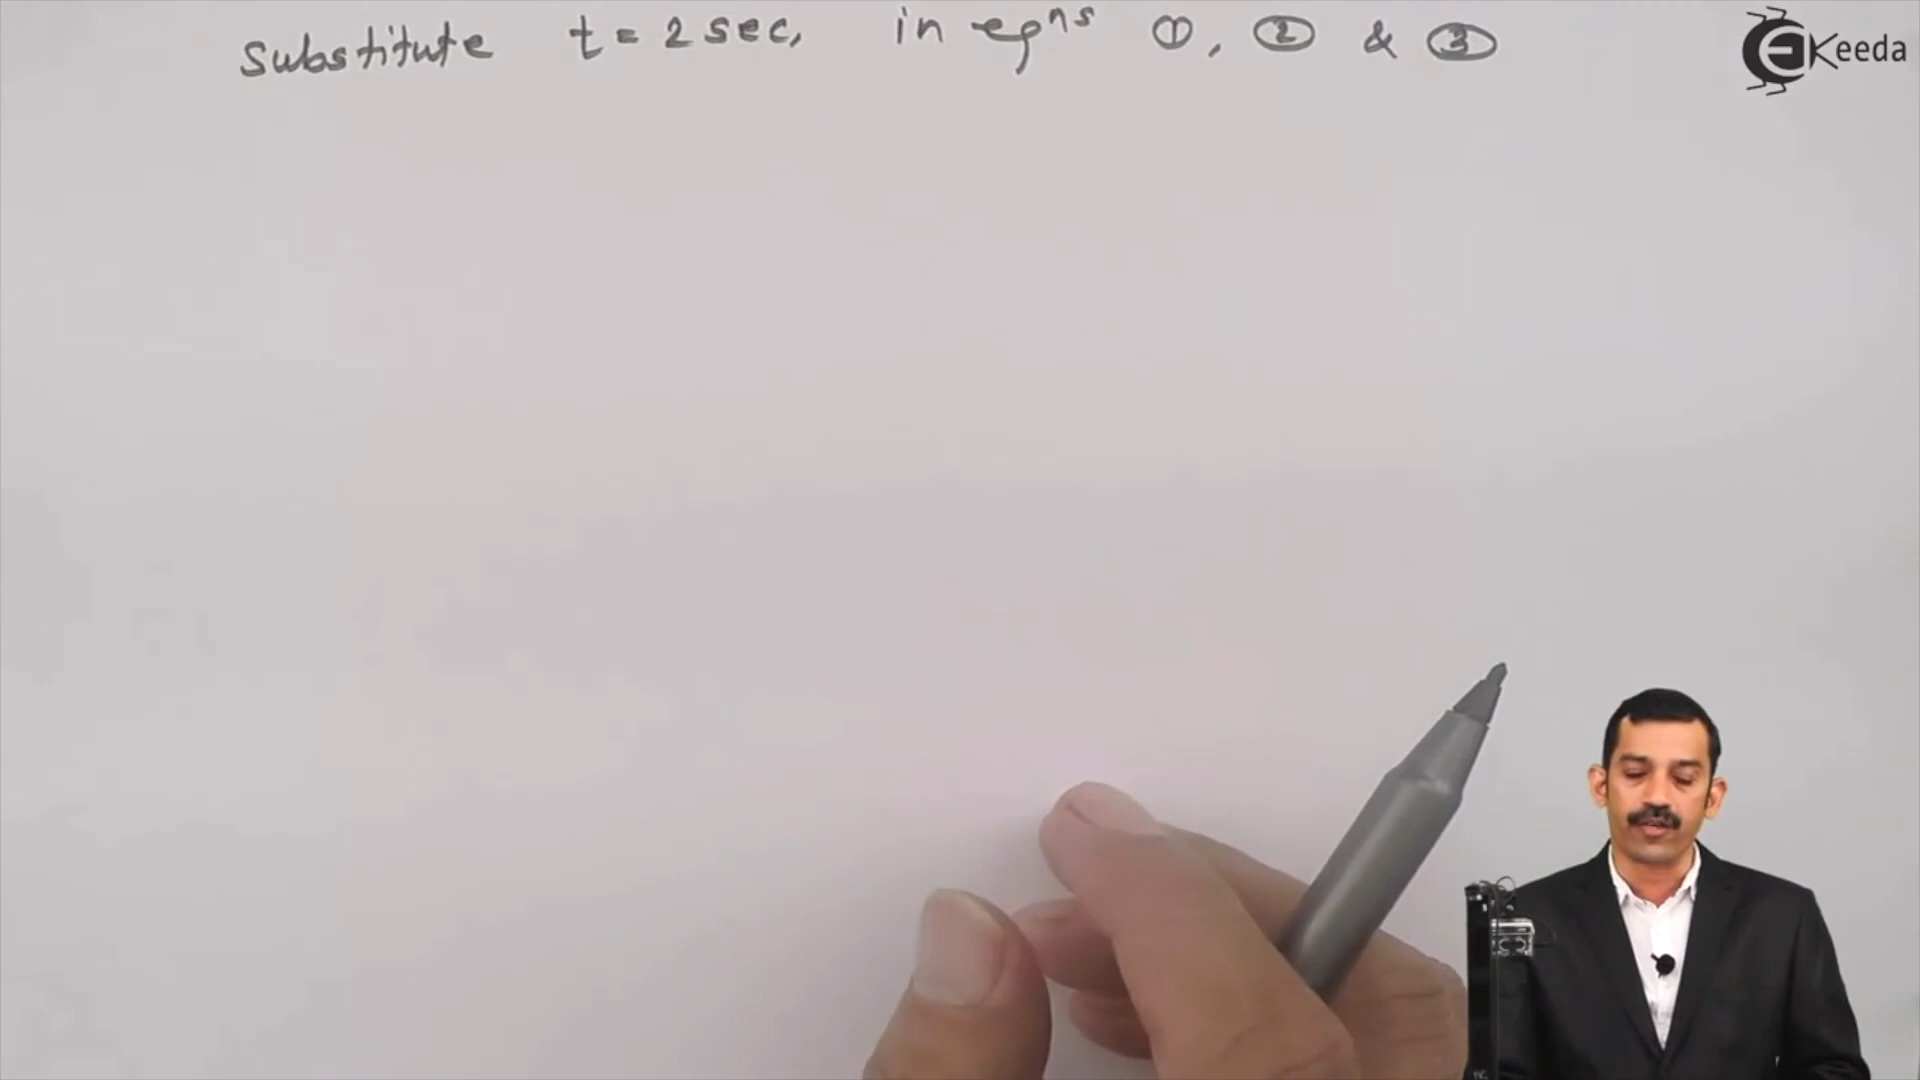 Substitute t = 2 sec, in eqns ①, ② & ③
EKeeda